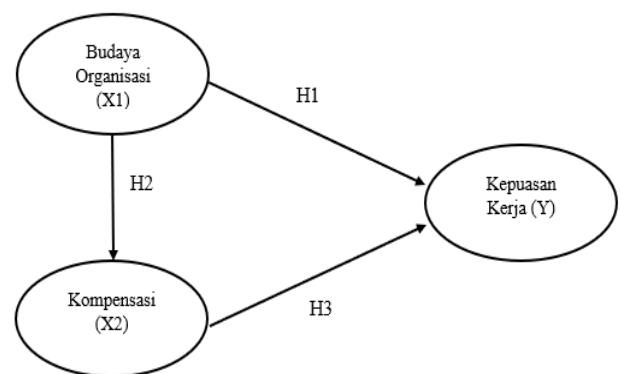 Budaya
Organisasi
(X1)
H1
H2
Kepuasan
Kerja (Y)
Kompensasi
(X2)
H3